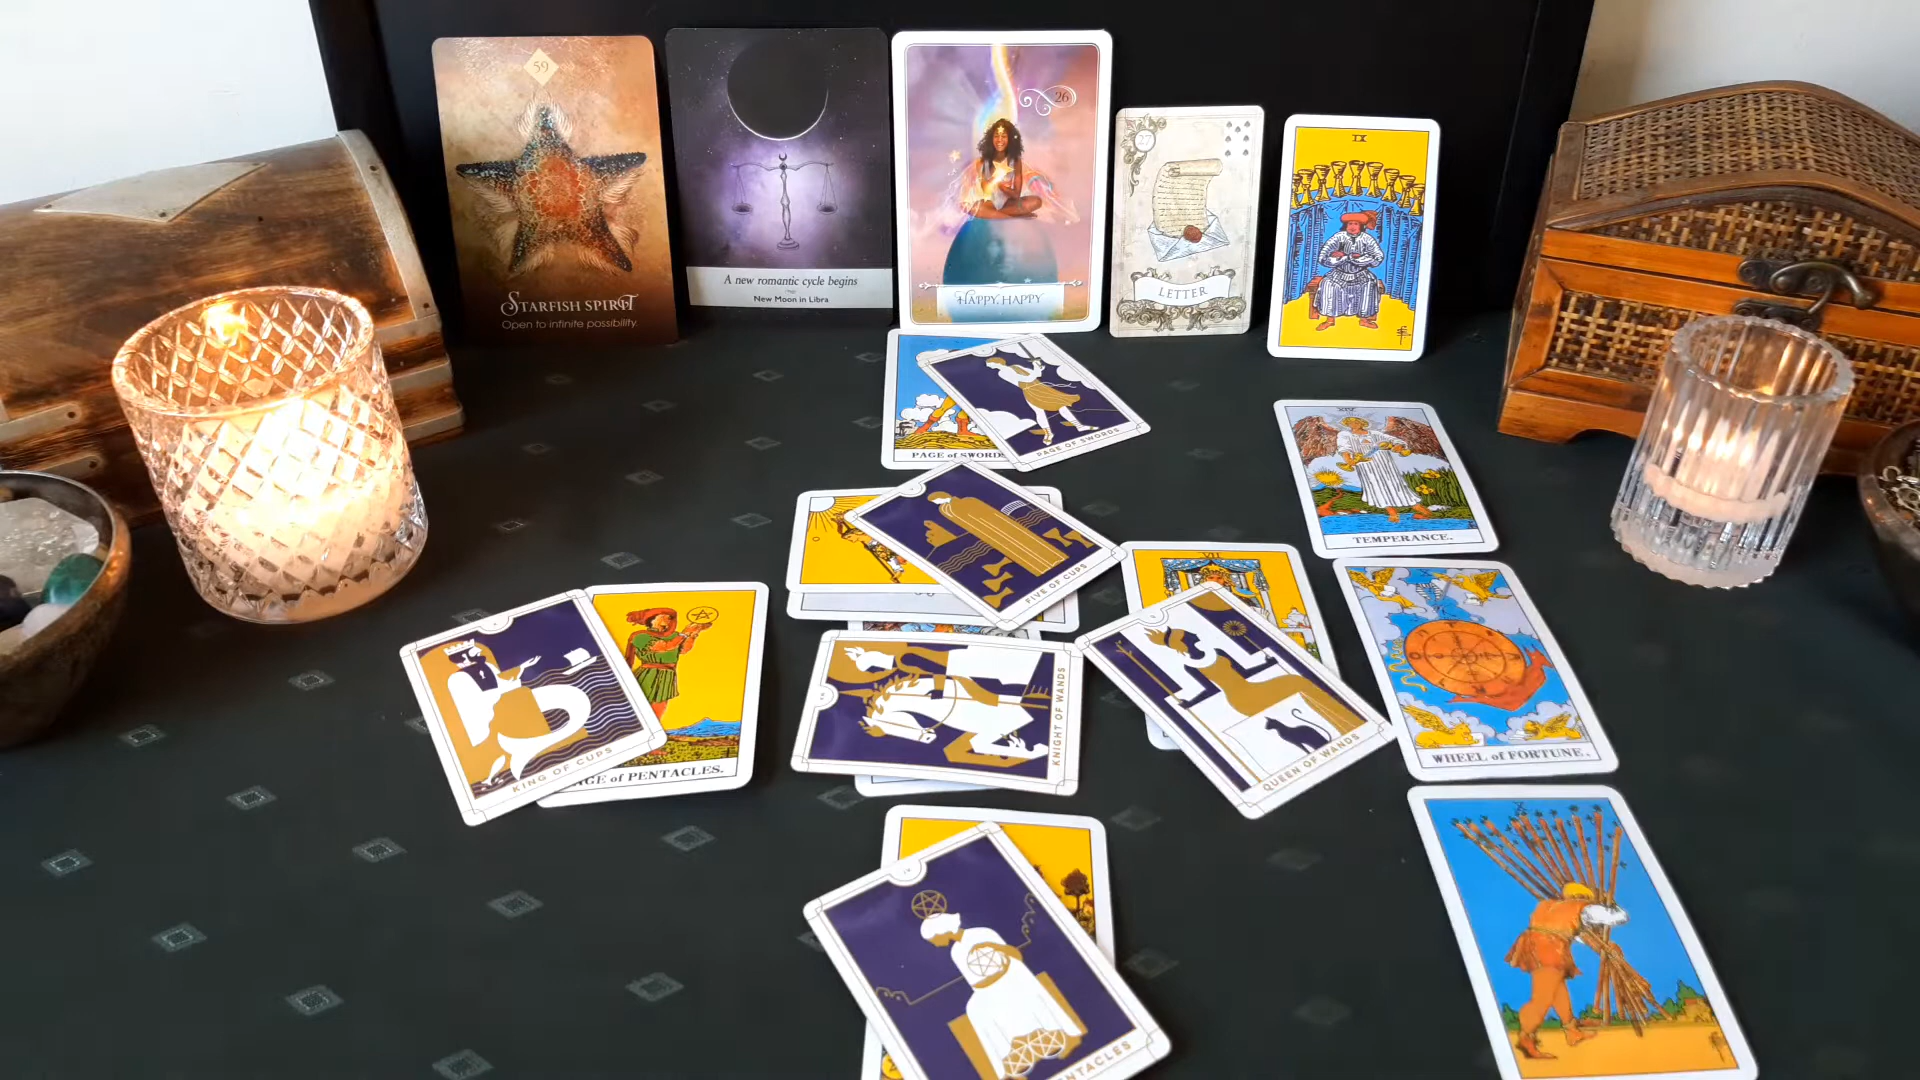 59
STARFISH SPIRIT
Open to infinite possibility.
A new romantic cycle begins
New Moon in Libra
26
HAPPY, HAPPY
27
LETTER
IX
PAGE of SWORDS
PAGE OF SWORDS
XIV
TEMPERANCE.
FIVE OF CUPS
VII
X
WHEEL of FORTUNE.
KING OF CUPS
AGE of PENTACLES.
KNIGHT OF WANDS
QUEEN OF WANDS
X
NTACLES